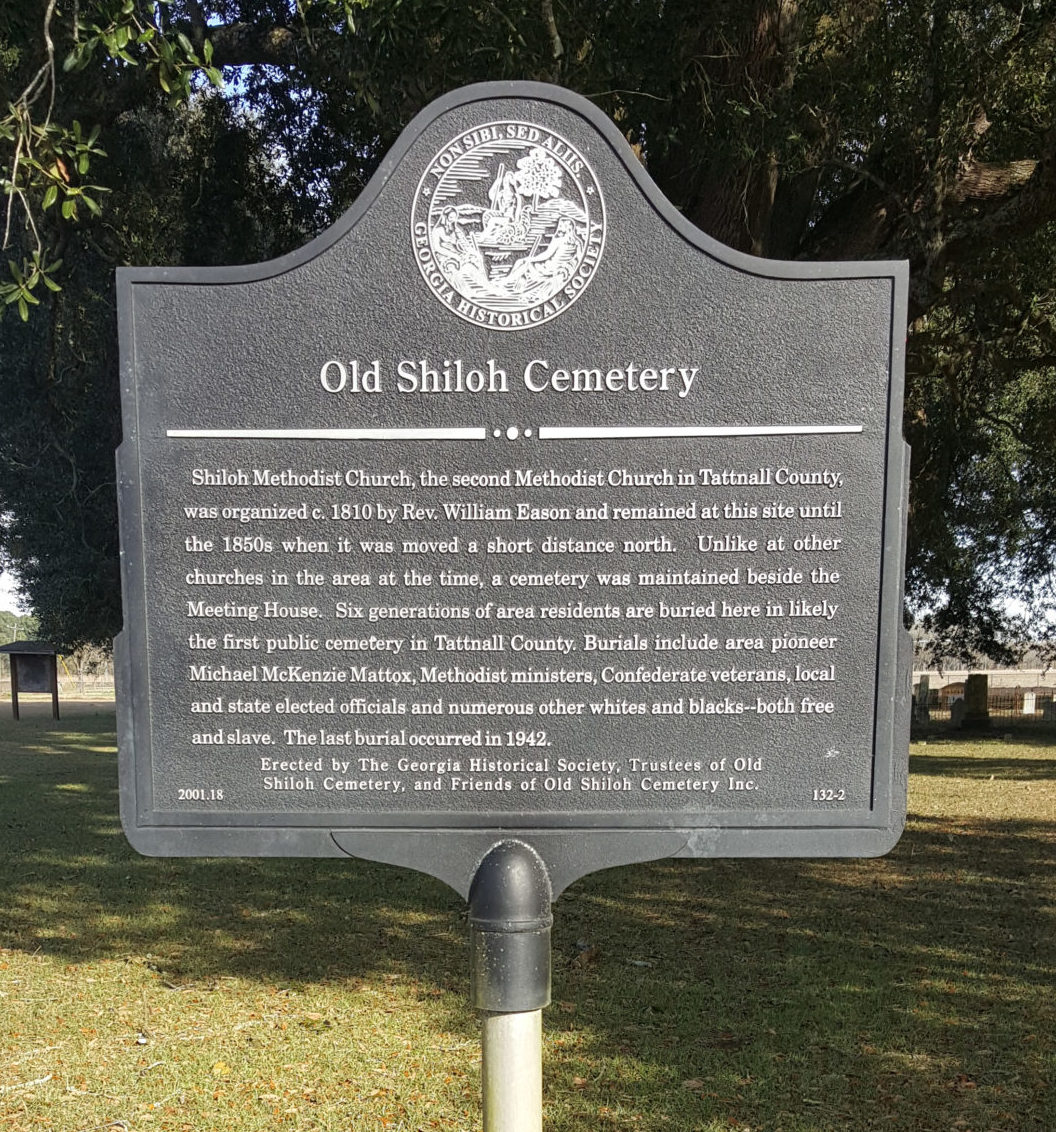 NON SIBI, SED ALIIS.
GEORGIA HISTORICAL SOCIETY
Old Shiloh Cemetery
Shiloh Methodist Church, the second Methodist Church in Tattnall County,
was organized c. 1810 by Rev. William Eason and remained at this site until
the 1850s when it was moved a short distance north. Unlike at other
churches in the area at the time, a cemetery was maintained beside the
Meeting House. Six generations of area residents are buried here in likely
the first public cemetery in Tattnall County. Burials include area pioneer
Michael McKenzie Mattox, Methodist ministers, Confederate veterans, local
and state elected officials and numerous other whites and blacks--both free
and slave. The last burial occurred in 1942.
Erected by The Georgia Historical Society, Trustees of Old
Shiloh Cemetery, and Friends of Old Shiloh Cemetery Inc.
2001.18 132-2